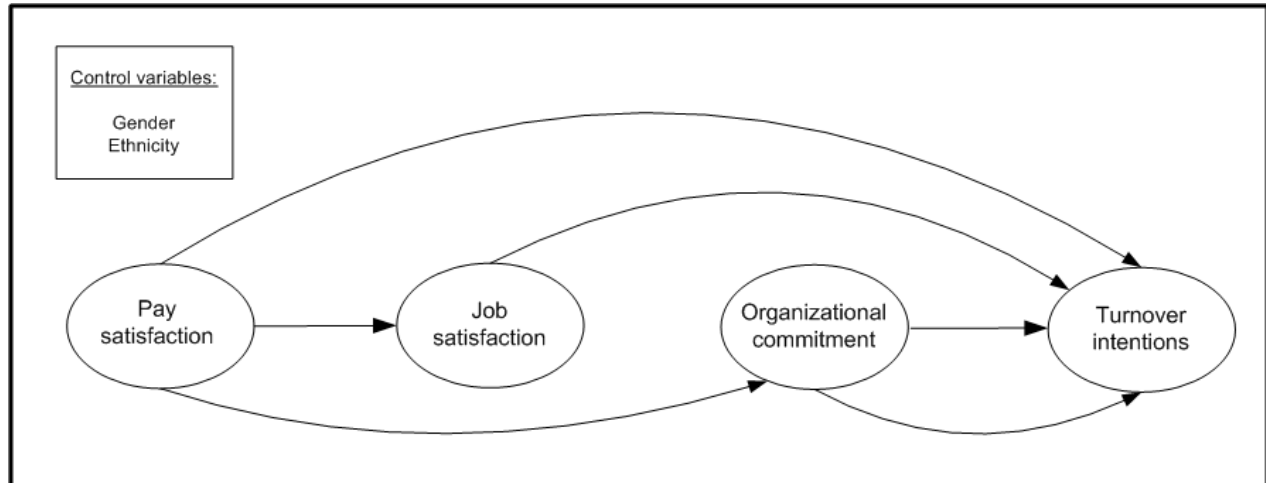 Control variables:
Gender
Ethnicity
Pay
satisfaction
Job
satisfaction
Organizational
commitment
Turnover
intentions